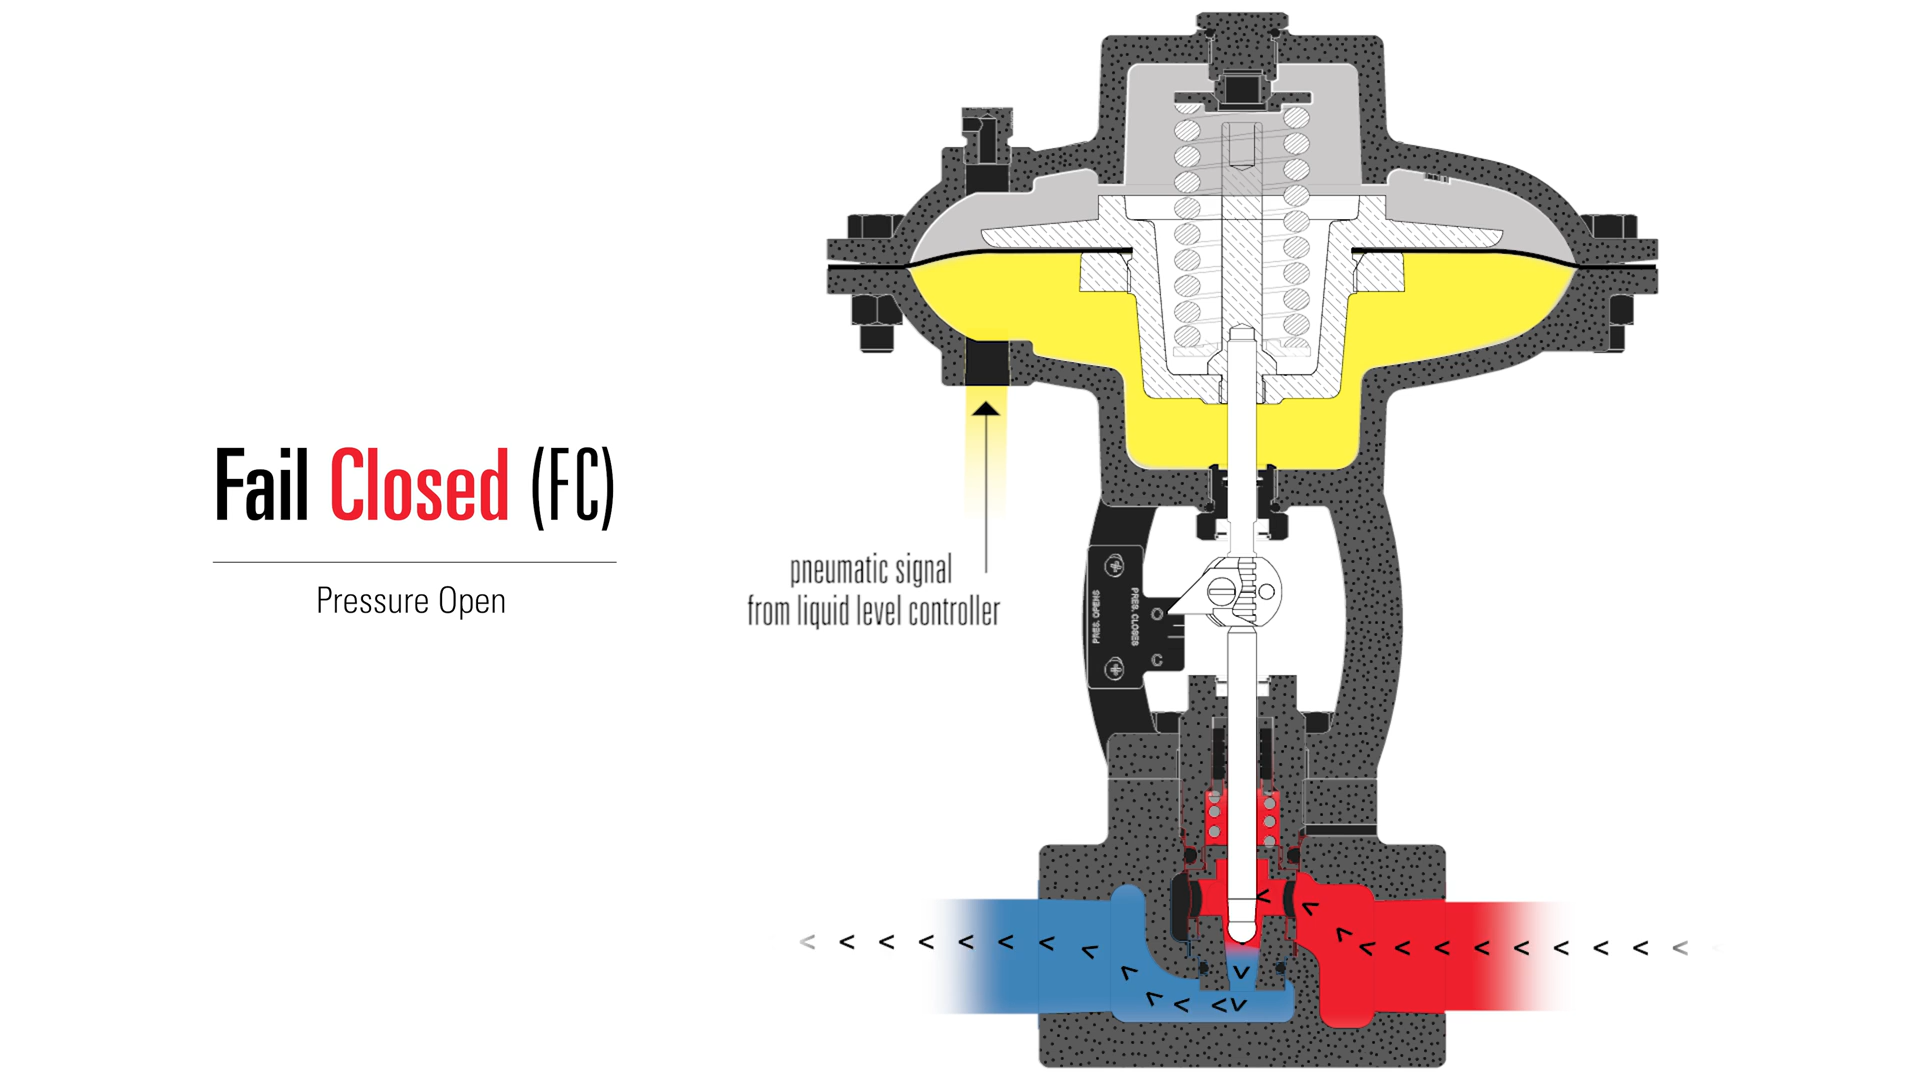 Fail Closed (FC)
Pressure Open
pneumatic signal
from liquid level controller
PRES. OPENS
PRES. CLOSES
O
C